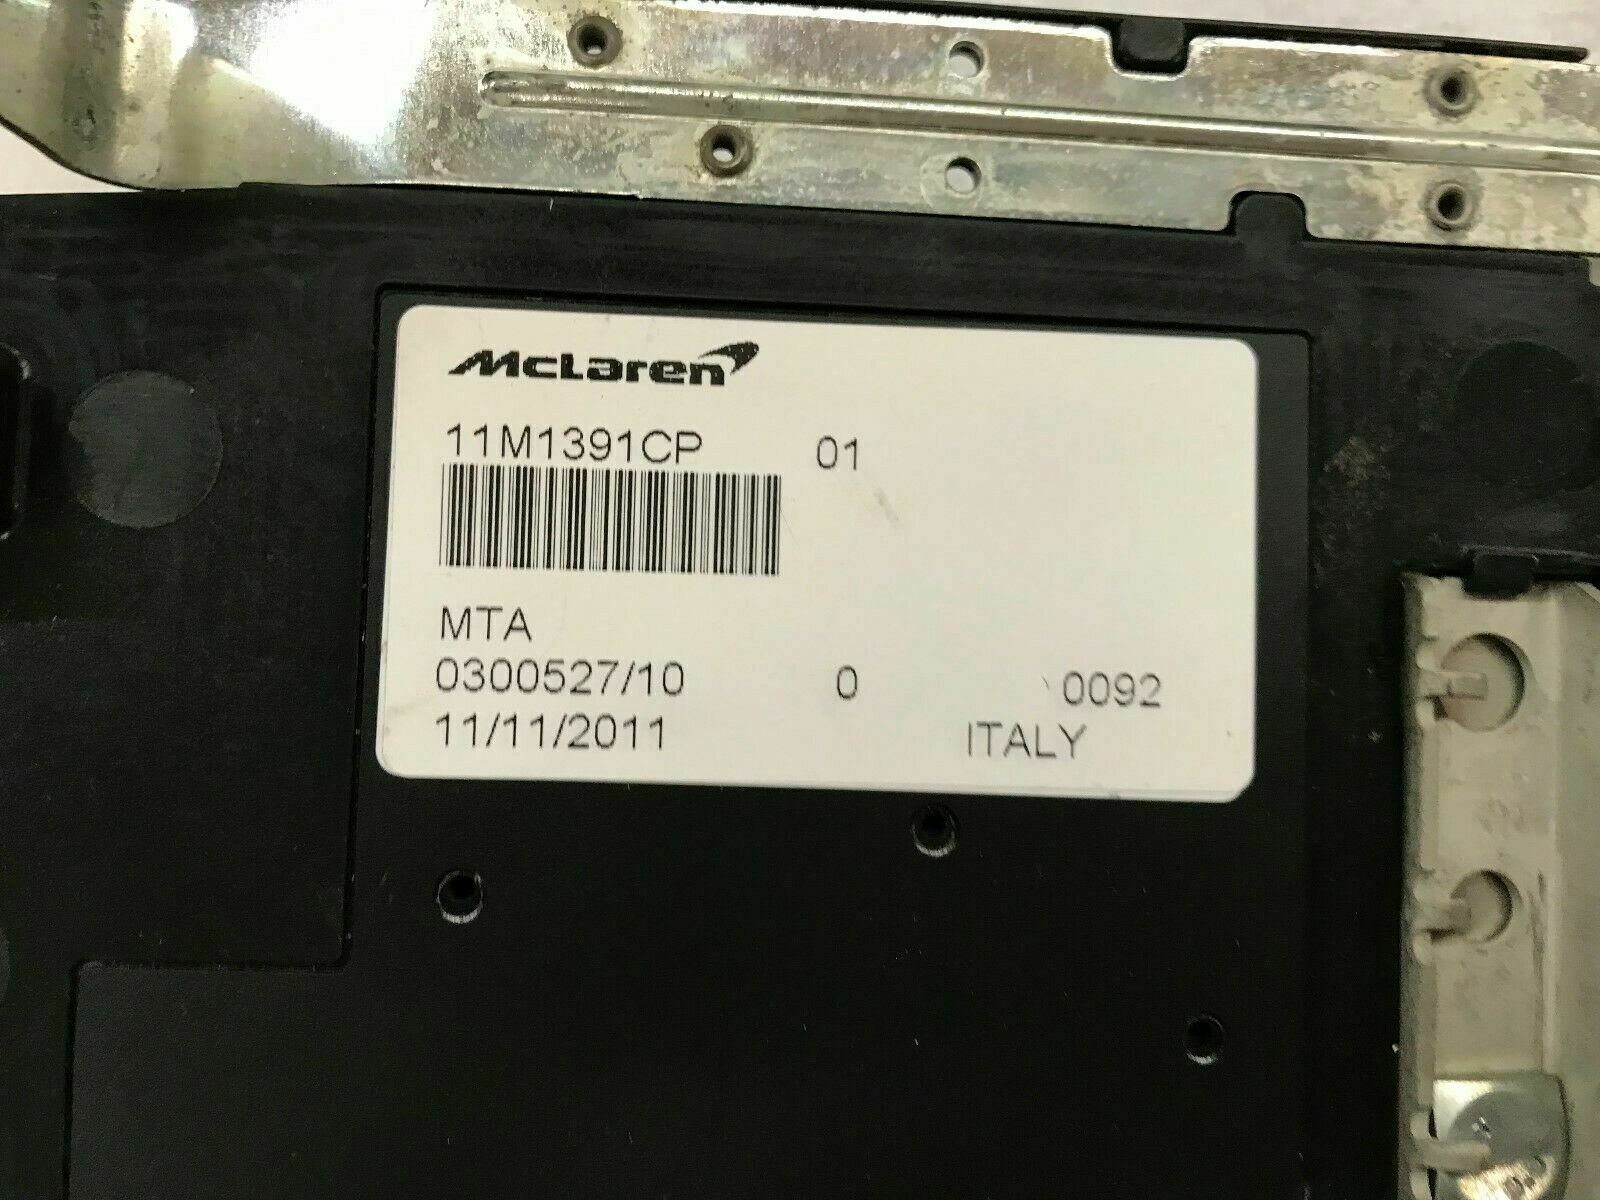 McLaren
11M1391CP 01
MTA
0300527/10 0 0092
11/11/2011 ITALY